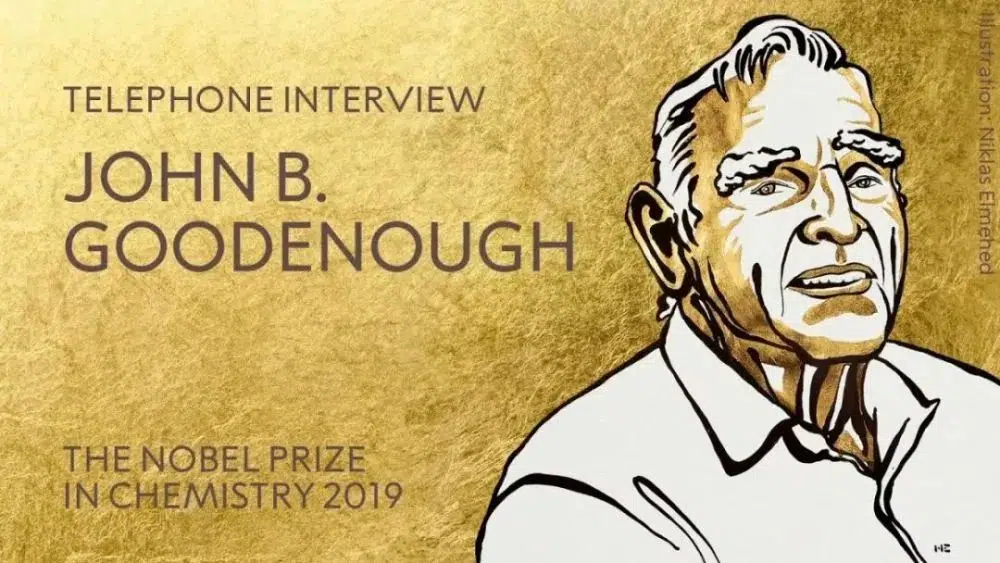 TELEPHONE INTERVIEW
JOHN B.
GOODENOUGH
THE NOBEL PRIZE
IN CHEMISTRY 2019
Illustration: Niklas Elmehed